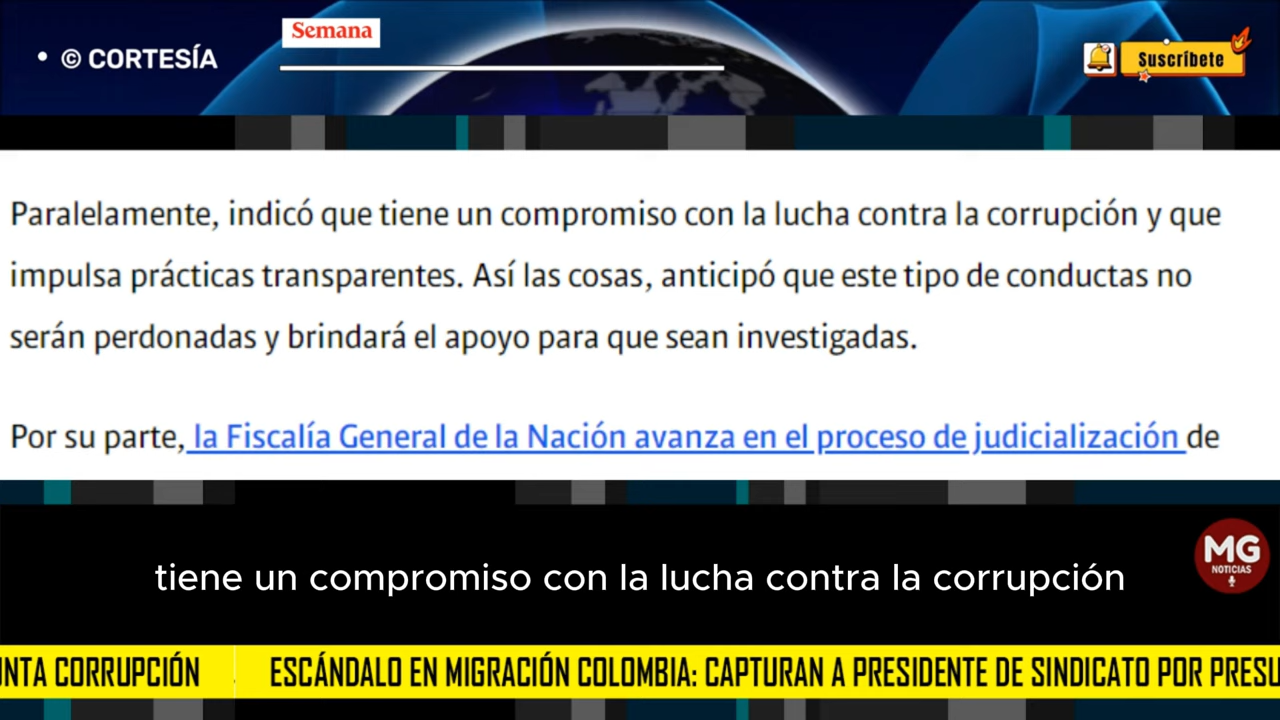 Semana
• © CORTESÍA
Suscríbete
Paralelamente, indicó que tiene un compromiso con la lucha contra la corrupción y que
impulsa prácticas transparentes. Así las cosas, anticipó que este tipo de conductas no
serán perdonadas y brindará el apoyo para que sean investigadas.
Por su parte, la Fiscalía General de la Nación avanza en el proceso de judicialización de
MG
NOTICIAS
tiene un compromiso con la lucha contra la corrupción
NTA CORRUPCIÓN
ESCÁNDALO EN MIGRACIÓN COLOMBIA: CAPTURAN A PRESIDENTE DE SINDICATO POR PRESU